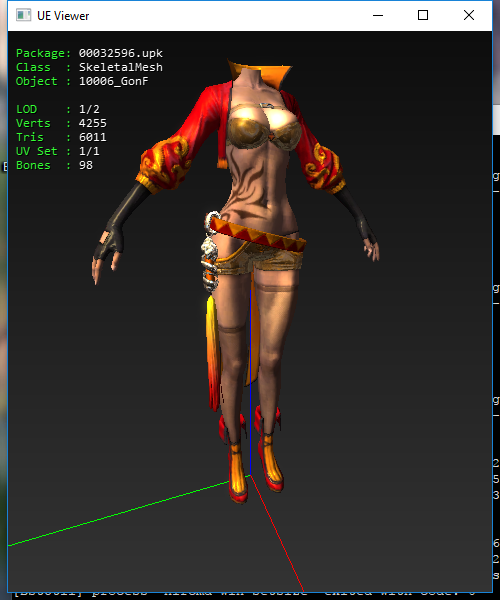 UE Viewer
Package: 00032596.upk
Class : SkeletalMesh
Object : 10006_GonF
LOD : 1/2
Verts : 4255
Tris : 6011
UV Set : 1/1
Bones : 98